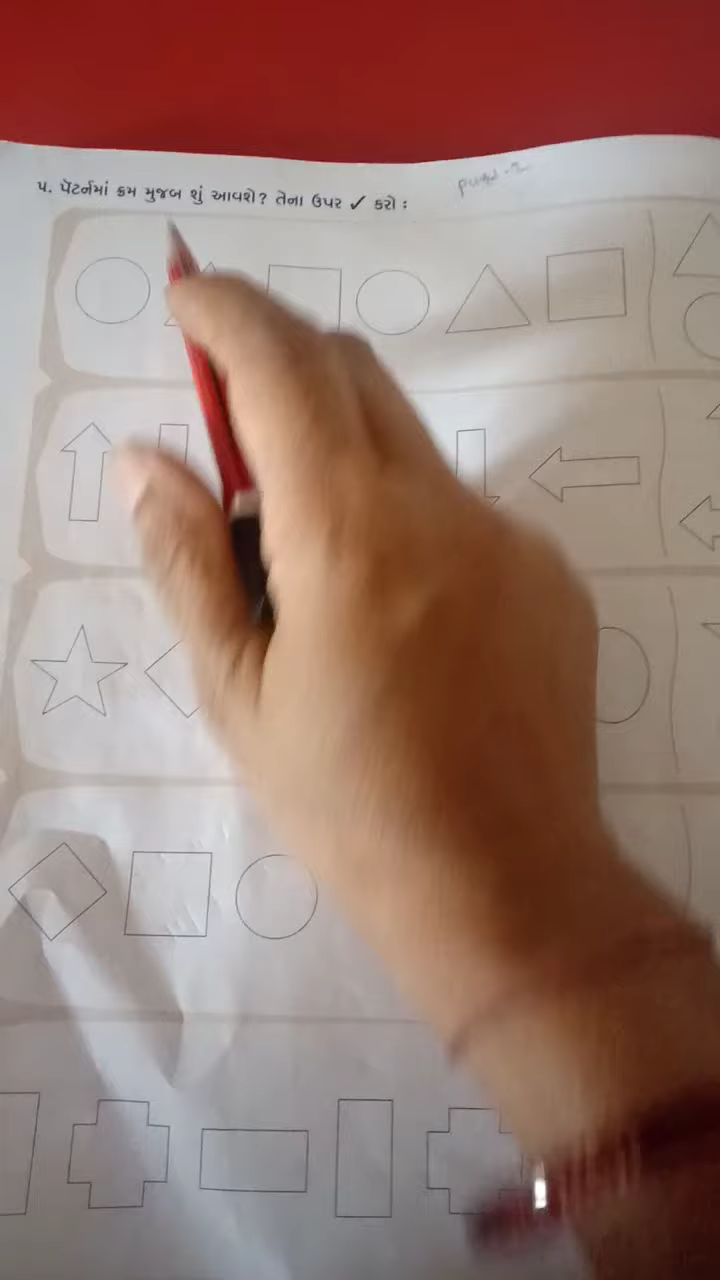 ૫. પૅટર્નમાં ક્રમ મુજબ શું આવશે? તેના ઉપર ✓ કરો :